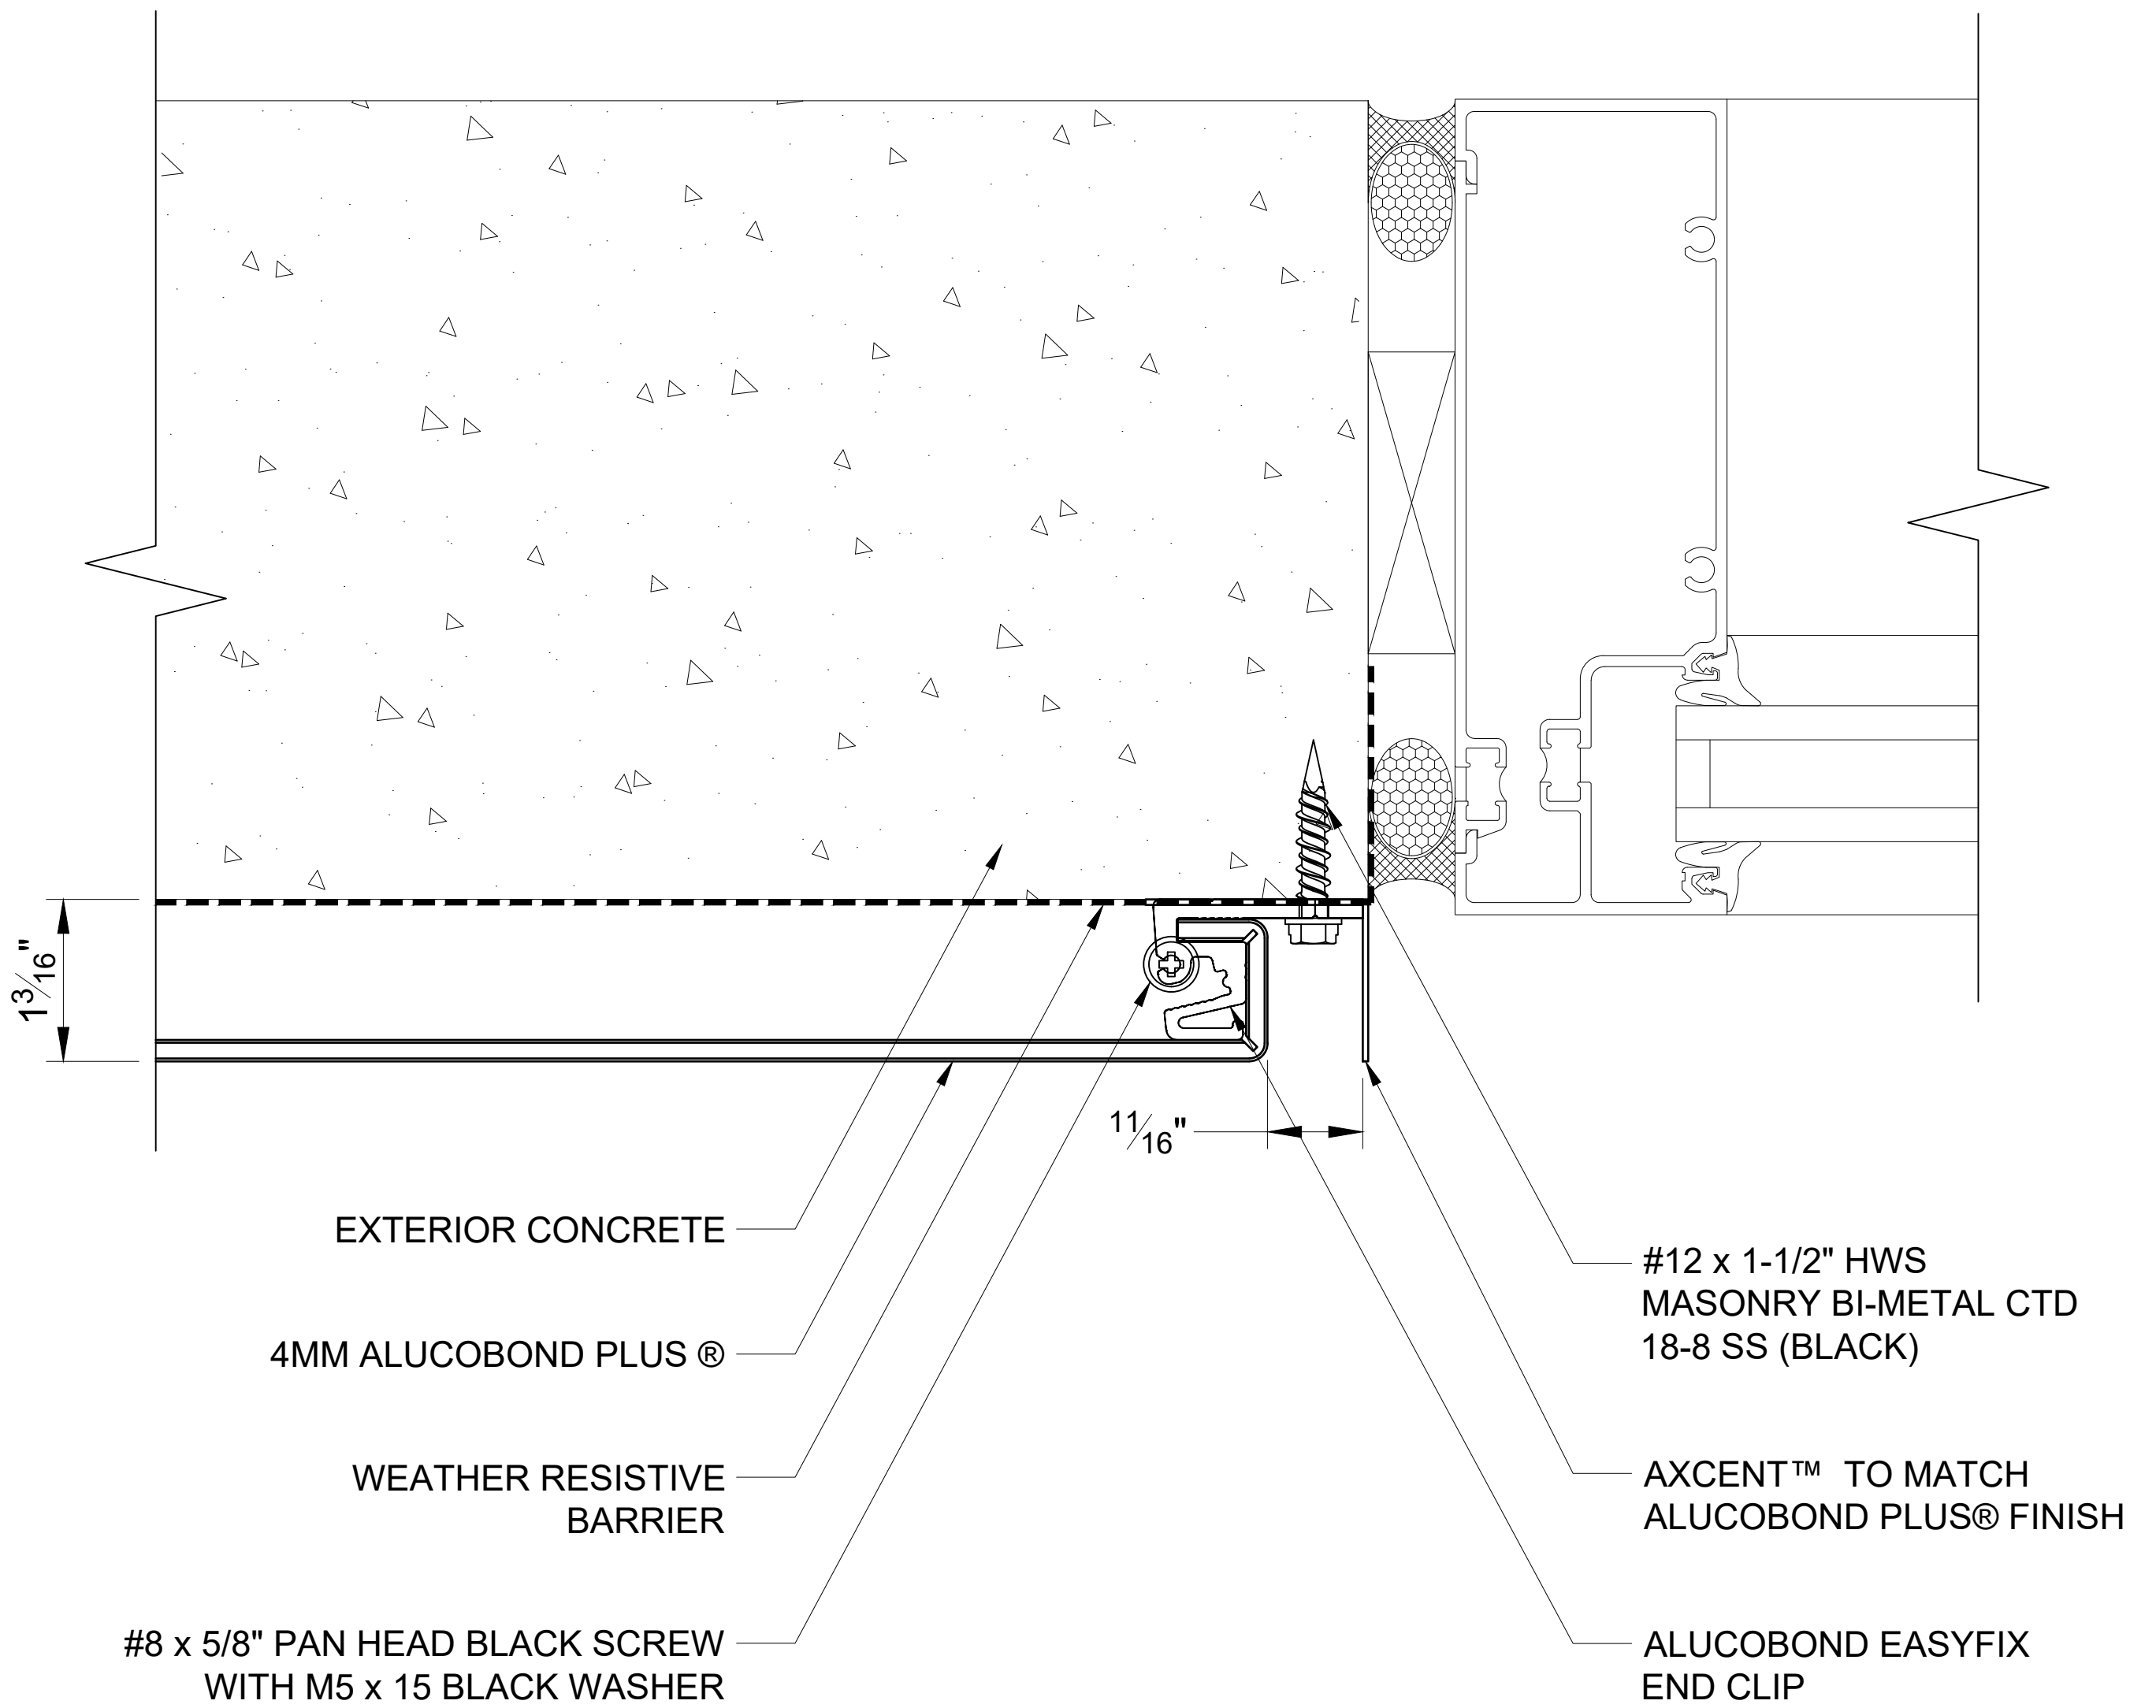 1 3/16"
11/16"
EXTERIOR CONCRETE
4MM ALUCOBOND PLUS ®
WEATHER RESISTIVE
BARRIER
#8 x 5/8" PAN HEAD BLACK SCREW
WITH M5 x 15 BLACK WASHER
#12 x 1-1/2" HWS
MASONRY BI-METAL CTD
18-8 SS (BLACK)
AXCENT™ TO MATCH
ALUCOBOND PLUS® FINISH
ALUCOBOND EASYFIX
END CLIP